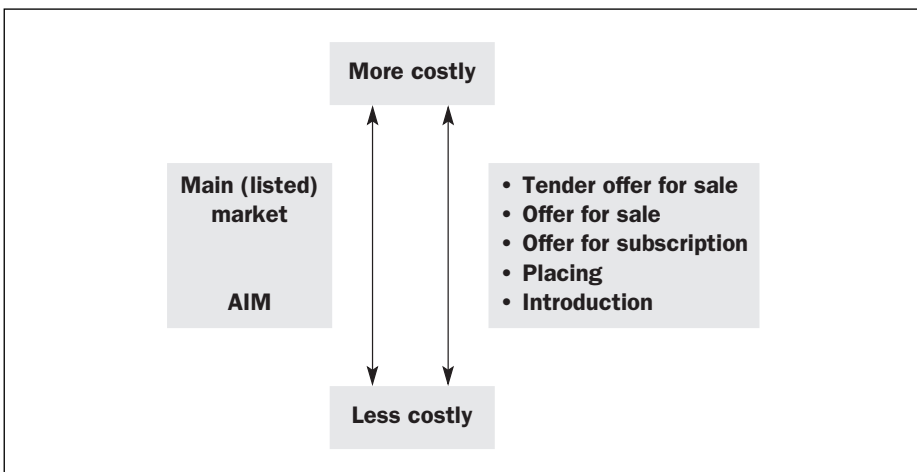 More costly
Main (listed)
market
AIM
• Tender offer for sale
• Offer for sale
• Offer for subscription
• Placing
• Introduction
Less costly